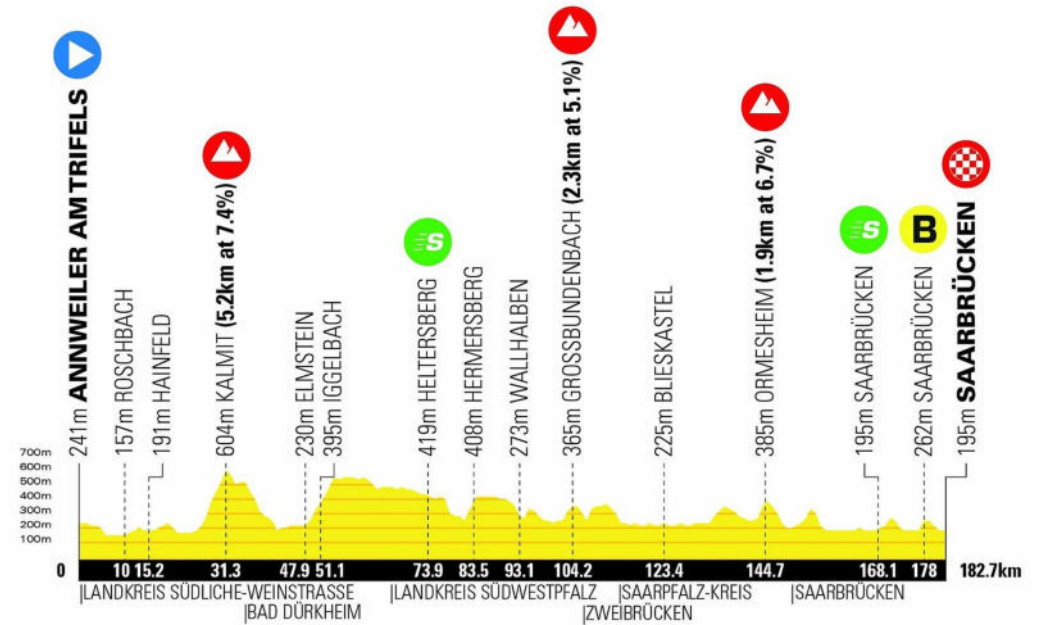 241m ANNWEILER AM TRIFELS
157m ROSCHBACH
191m HAINFELD
604m KALMIT (5.2km at 7.4%)
230m ELMSTEIN
395m IGGELBACH
S
419m HELTERSBERG
408m HERMERSBERG
273m WALLHALBEN
365m GROSSBUNDENBACH (2.3km at 5.1%)
225m BLIESKASTEL
385m ORMESHEIM (1.9km at 6.7%)
S
195m SAARBRÜCKEN
B
262m SAARBRÜCKEN
195m SAARBRÜCKEN
700m
600m
500m
400m
300m
200m
100m
0 10 15.2 31.3 47.9 51.1 73.9 83.5 93.1 104.2 123.4 144.7 168.1 178 182.7km
|LANDKREIS SÜDLICHE-WEINSTRASSE |LANDKREIS SÜDWESTPFALZ |SAARPFALZ-KREIS |SAARBRÜCKEN
|BAD DÜRKHEIM |ZWEIBRÜCKEN